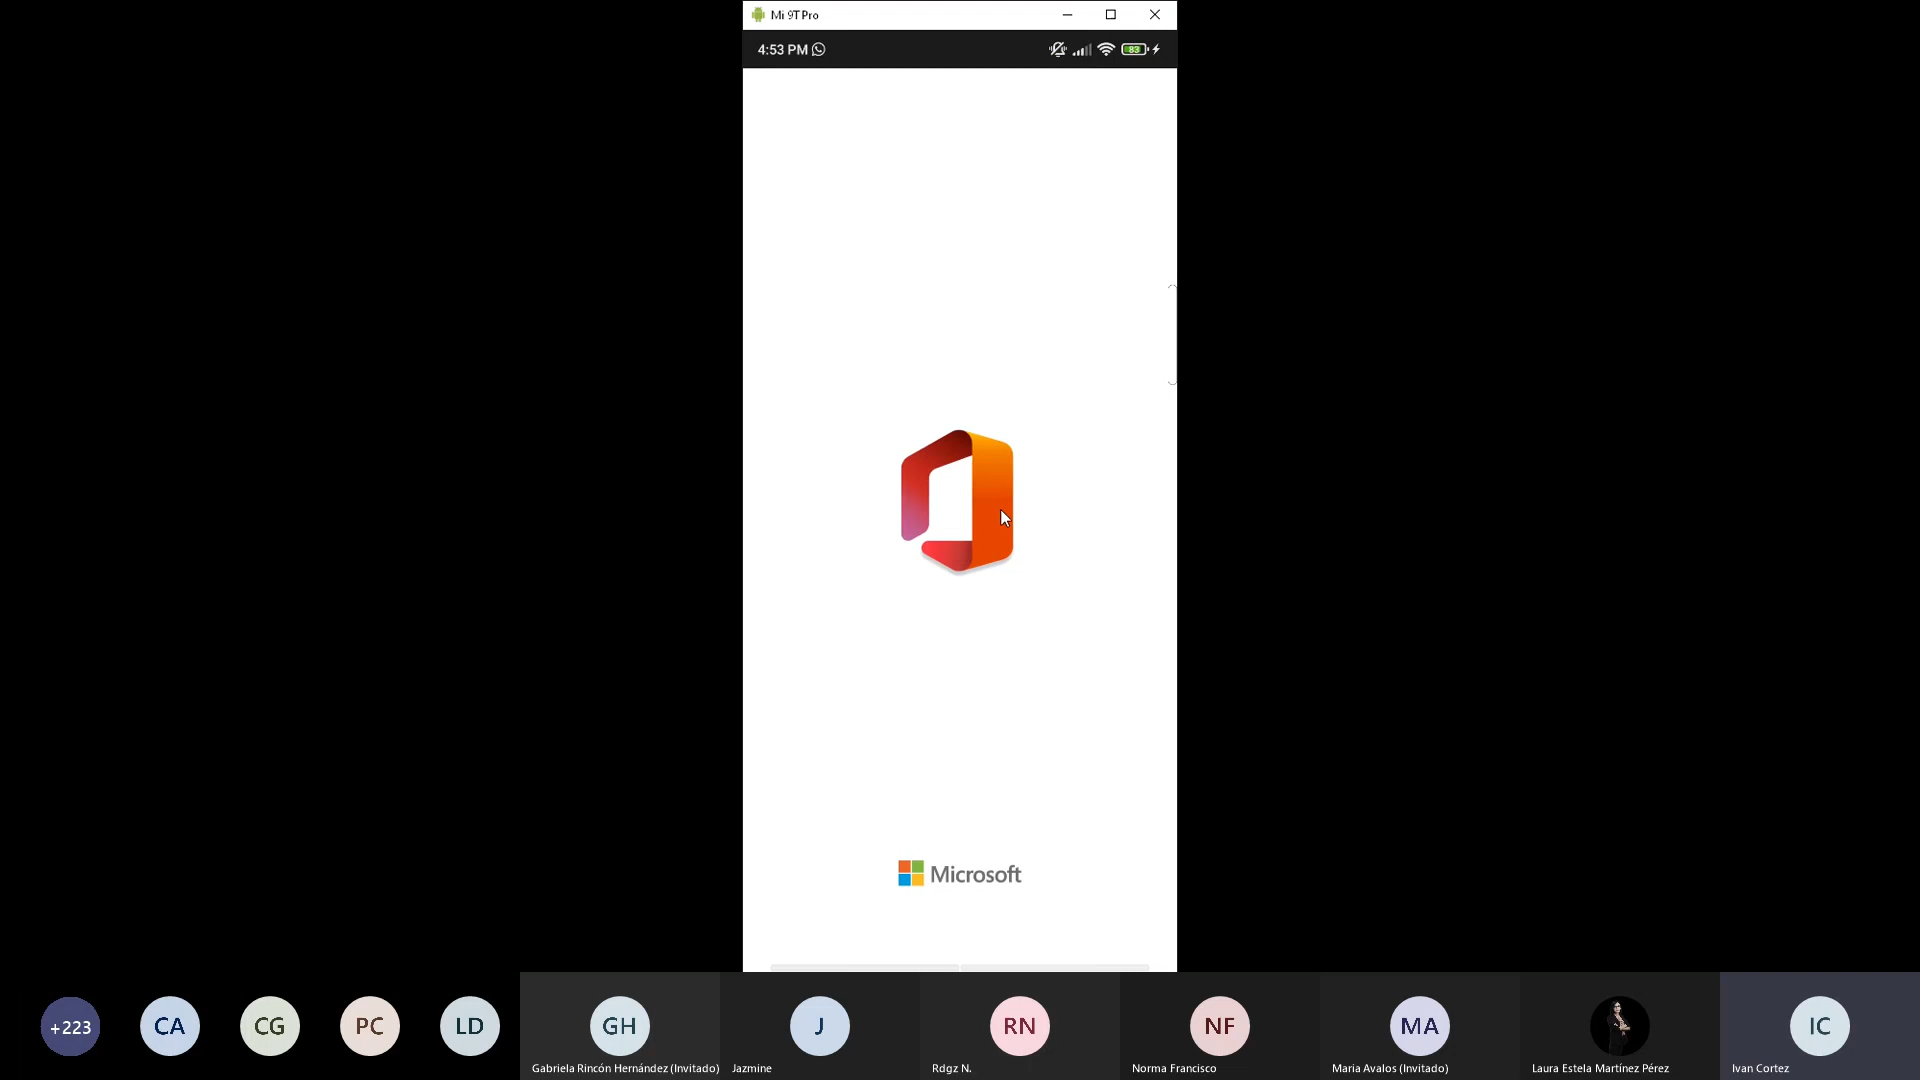 Mi 9T Pro
4:53 PM
83
Microsoft
+223
CA
CG
PC
LD
GH
J
RN
NF
MA
IC
Gabriela Rincón Hernández (Invitado)
Jazmine
Rdgz N.
Norma Francisco
Maria Avalos (Invitado)
Laura Estela Martínez Pérez
Ivan Cortez